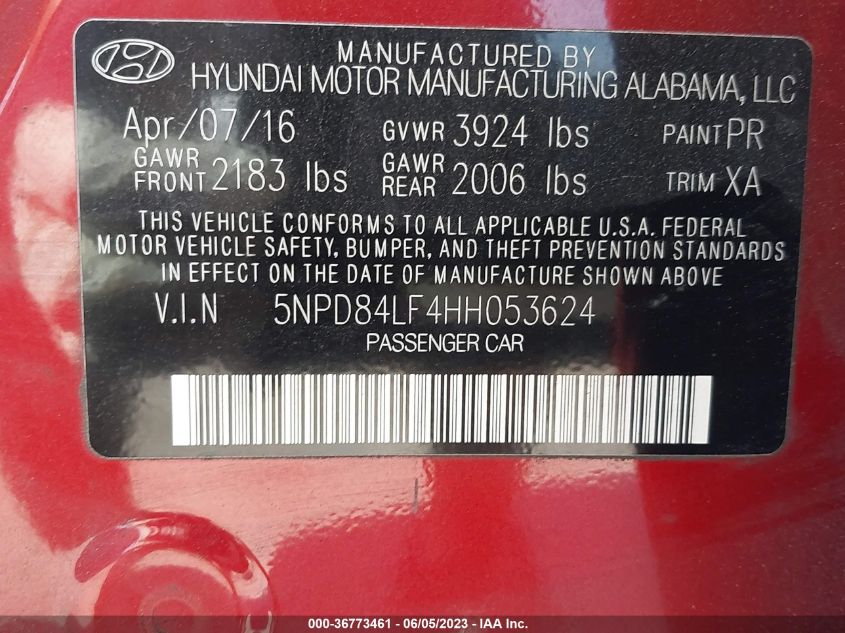 MANUFACTURED BY
HYUNDAI MOTOR MANUFACTURING ALABAMA, LLC
Apr/07/16 GVWR 3924 lbs PAINT PR
GAWR FRONT 2183 lbs GAWR REAR 2006 lbs TRIM XA
THIS VEHICLE CONFORMS TO ALL APPLICABLE U.S.A. FEDERAL
MOTOR VEHICLE SAFETY, BUMPER, AND THEFT PREVENTION STANDARDS
IN EFFECT ON THE DATE OF MANUFACTURE SHOWN ABOVE
V.I.N 5NPD84LF4HH053624
PASSENGER CAR
000-36773461 - 06/05/2023 - IAA Inc.